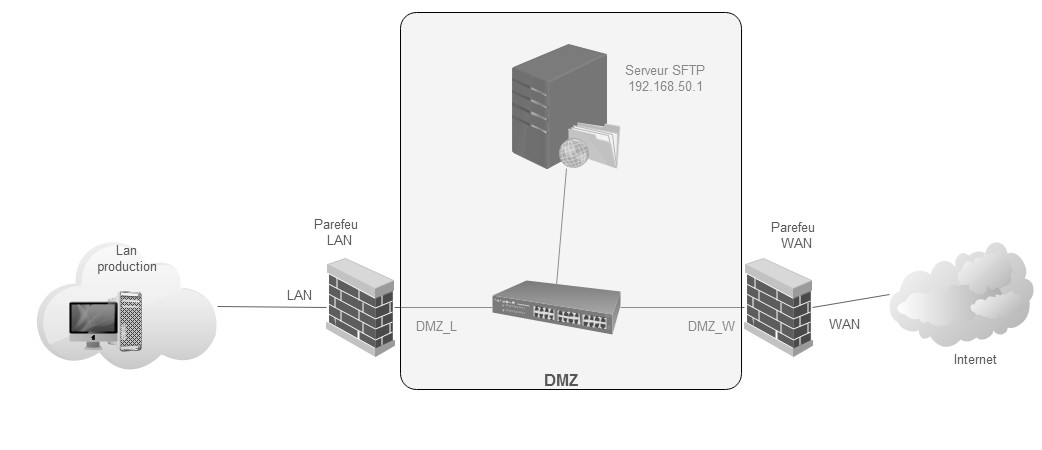 Serveur SFTP
192.168.50.1
Parefeu
LAN
Parefeu
WAN
Lan
production
LAN
DMZ_L
DMZ_W
WAN
Internet
DMZ